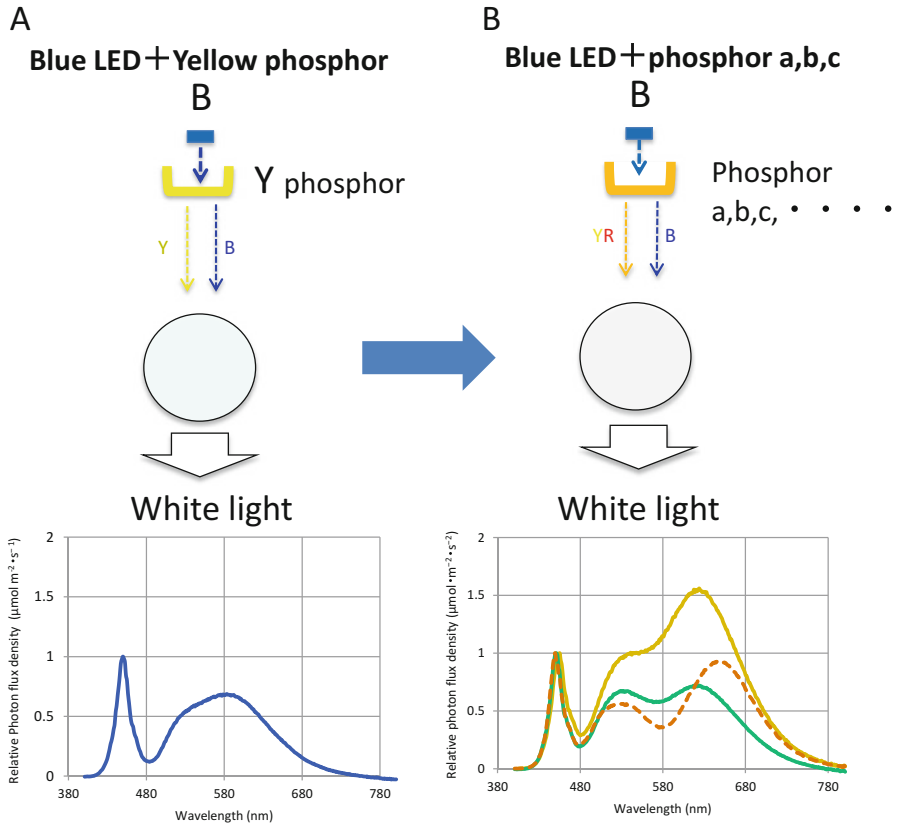 A
Blue LED＋Yellow phosphor
B
Y phosphor
Y
B
White light
Relative Photon flux density (μmol m⁻²•s⁻¹)
2
1.5
1
0.5
0
380
480
580
680
780
Wavelength (nm)
B
Blue LED＋phosphor a,b,c
B
Phosphor
a,b,c,・・・・
YR
B
White light
Relative photon flux density (μmol•m⁻²•s⁻²)
2
1.5
1
0.5
0
380
480
580
680
780
Wavelength (nm)